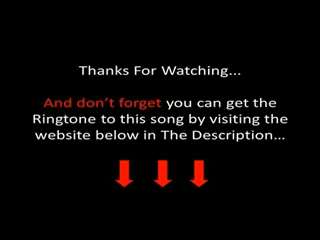 Thanks For Watching...
And don't forget you can get the
Ringtone to this song by visiting the
website below in The Description...